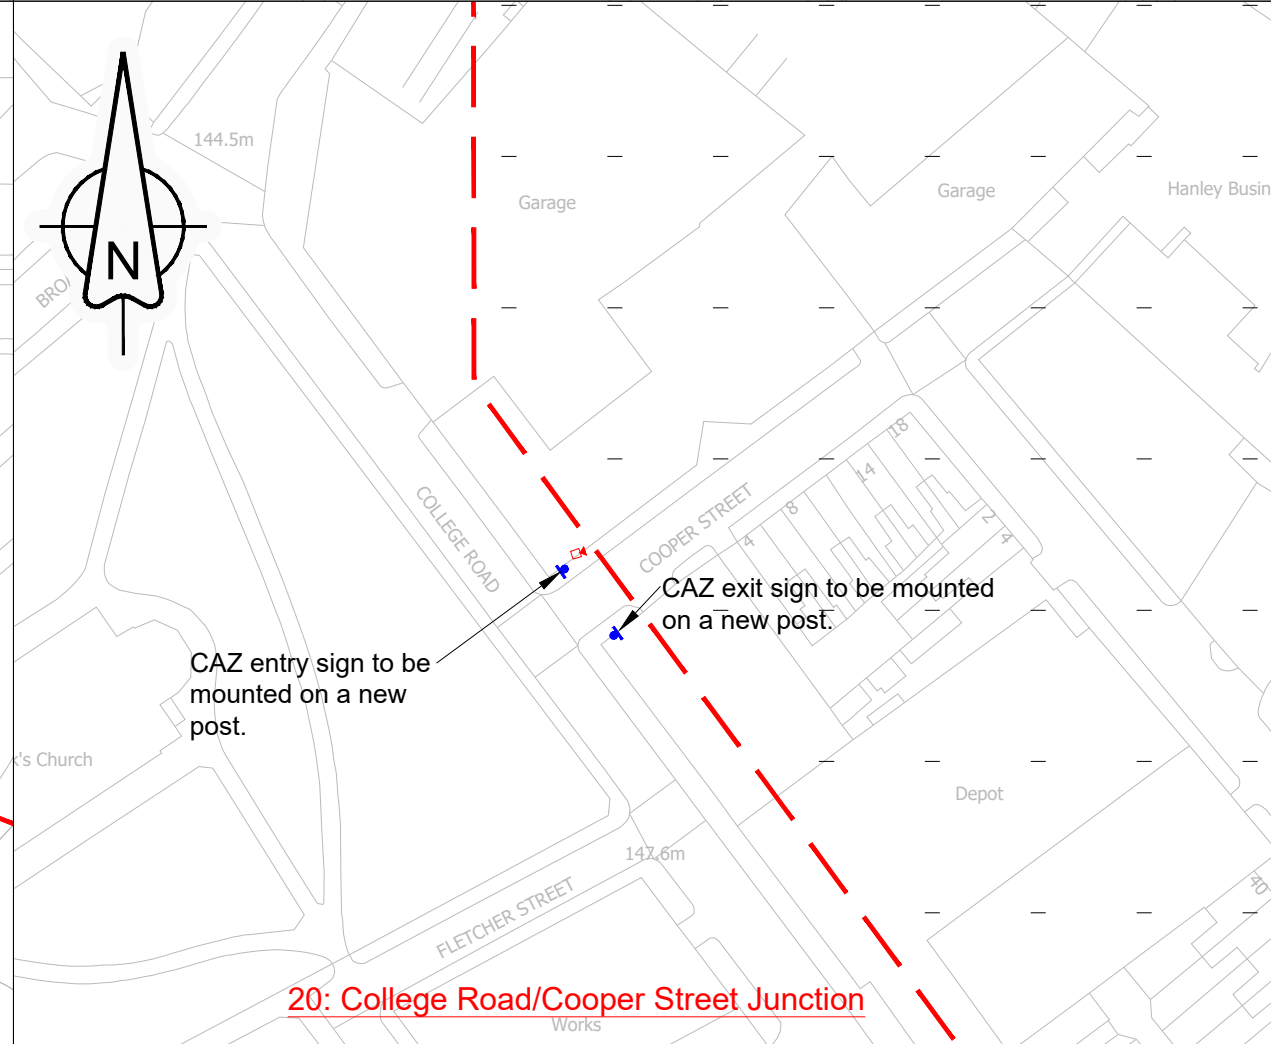 144.5m
Garage
Garage
Hanley Busin
N
BRO
18
14
8
4
2
4
COLLEGE ROAD
COOPER STREET
CAZ exit sign to be mounted
on a new post.
CAZ entry sign to be
mounted on a new
post.
's Church
Depot
147.6m
40
FLETCHER STREET
20: College Road/Cooper Street Junction
Works